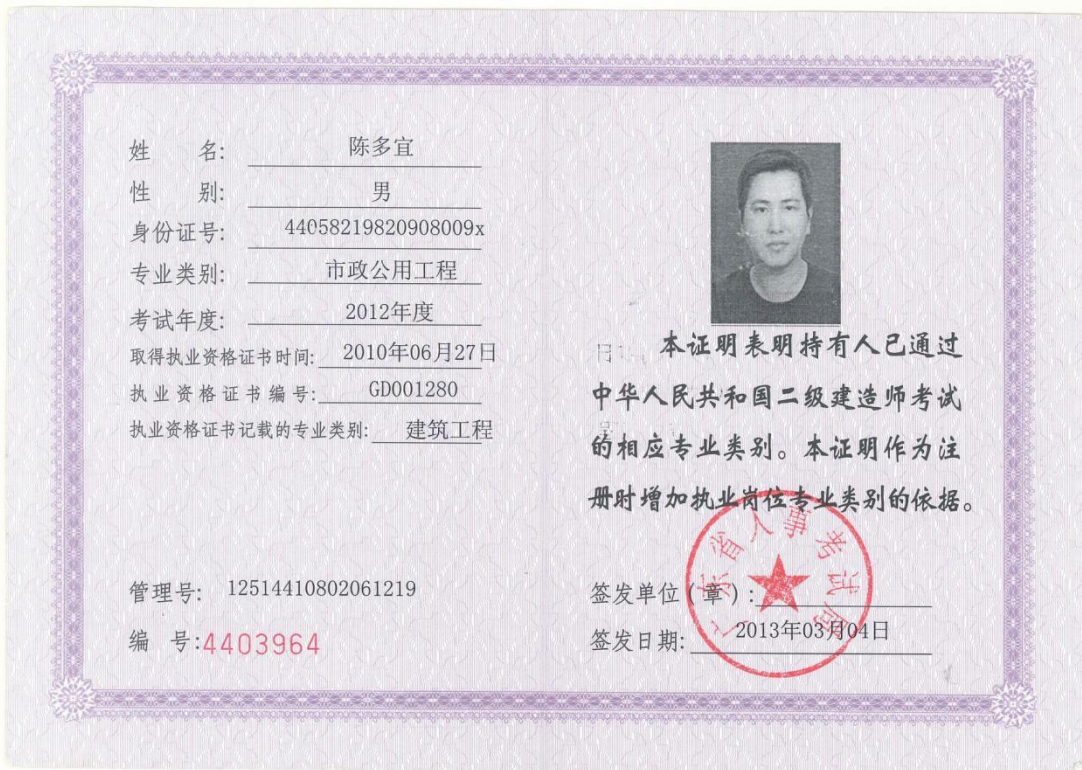 姓 名: 陈多宜
性 别: 男
身份证号: 44058219820908009x
专业类别: 市政公用工程
考试年度: 2012年度
取得执业资格证书时间: 2010年06月27日
执业资格证书编号: GD001280
执业资格证书记载的专业类别: 建筑工程
管理号: 12514410802061219
编 号:4403964
本证明表明持有人已通过
中华人民共和国二级建造师考试
的相应专业类别。本证明作为注
册时增加执业岗位专业类别的依据。
签发单位(章):
广东省人事考试局
签发日期: 2013年03月04日